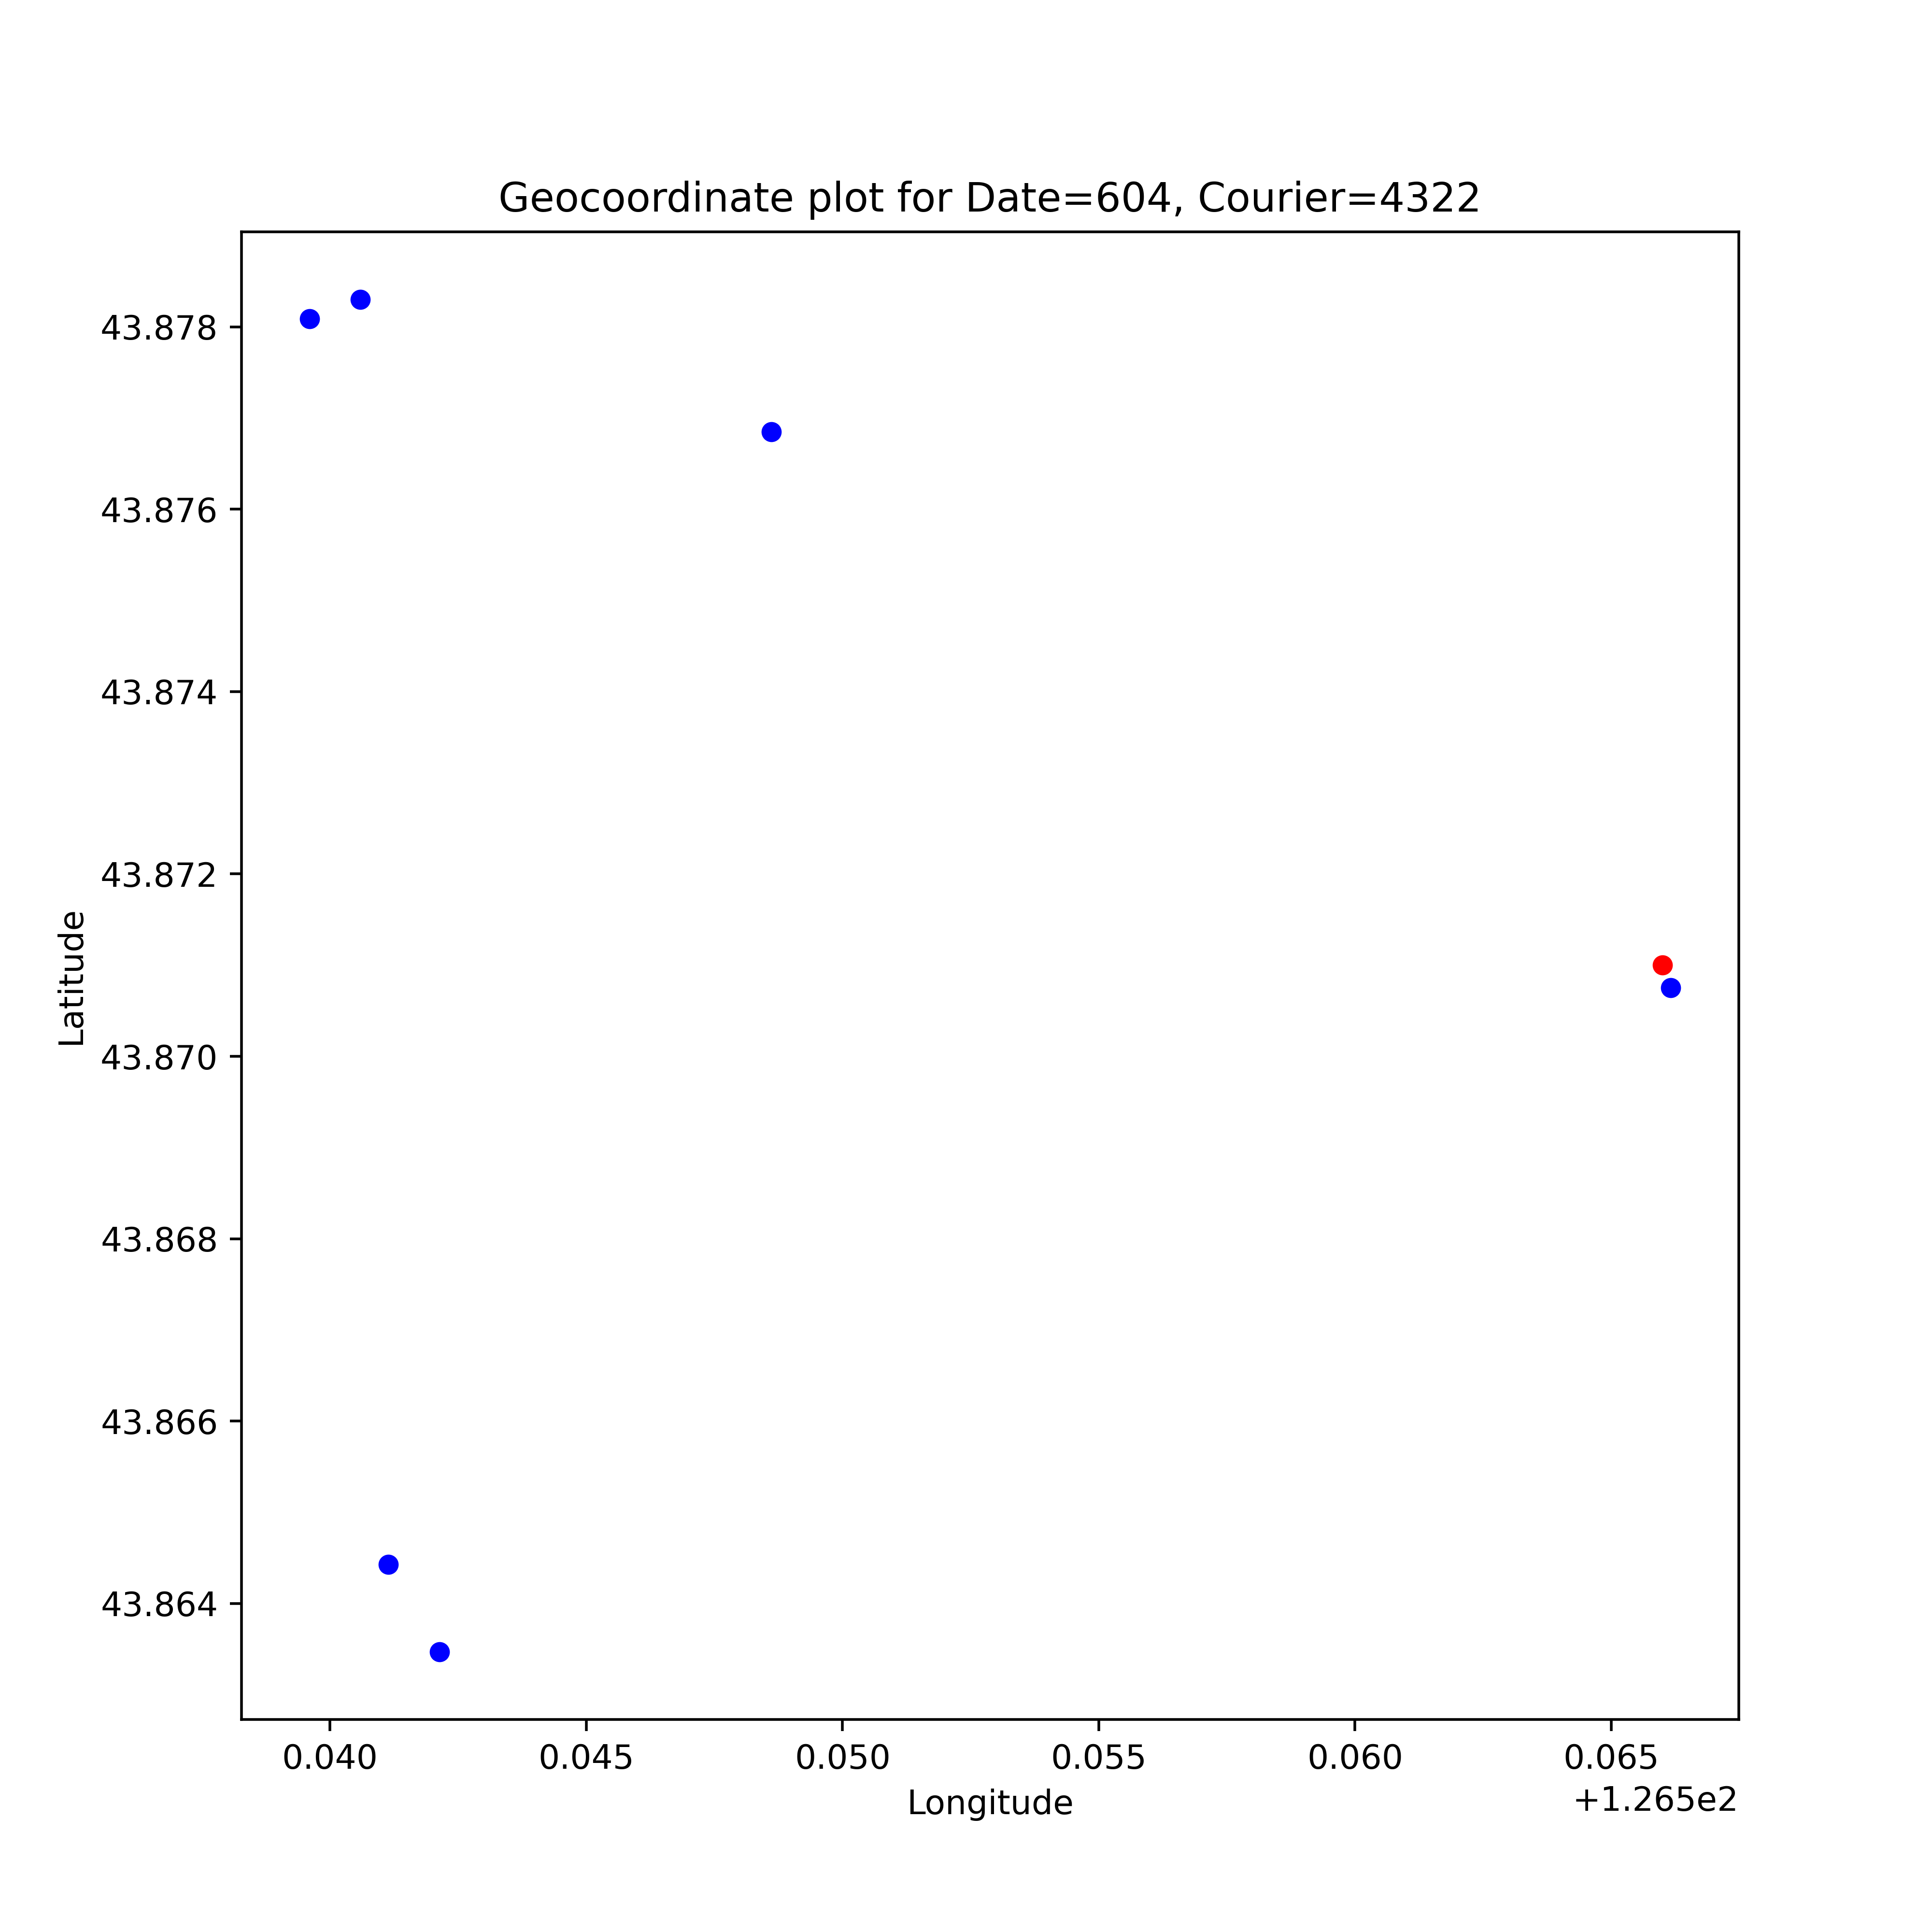 Geocoordinate plot for Date=604, Courier=4322
43.878
43.876
43.874
43.872
43.870
43.868
43.866
43.864
Latitude
0.040 0.045 0.050 0.055 0.060 0.065
+1.265e2
Longitude